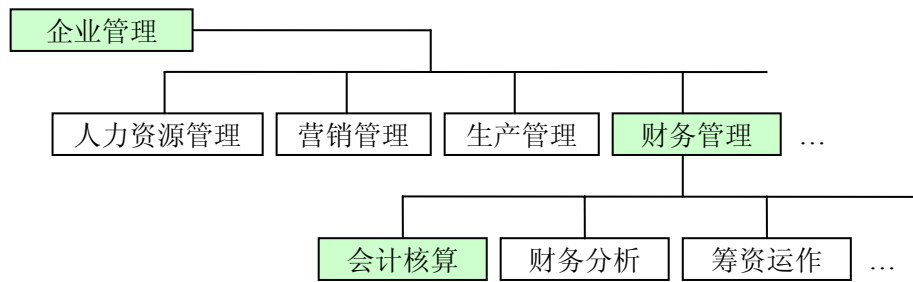 企业管理
人力资源管理 营销管理 生产管理 财务管理 …
会计核算 财务分析 筹资运作 …